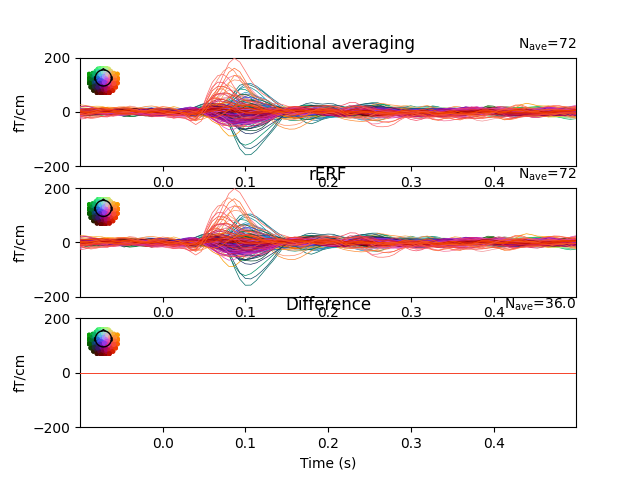 Traditional averaging
Nave=72
200
0
−200
fT/cm
0.0 0.1 0.2 0.3 0.4
rERF
Nave=72
200
0
−200
fT/cm
0.0 0.1 0.2 0.3 0.4
Difference
Nave=36.0
200
0
−200
fT/cm
0.0 0.1 0.2 0.3 0.4
Time (s)